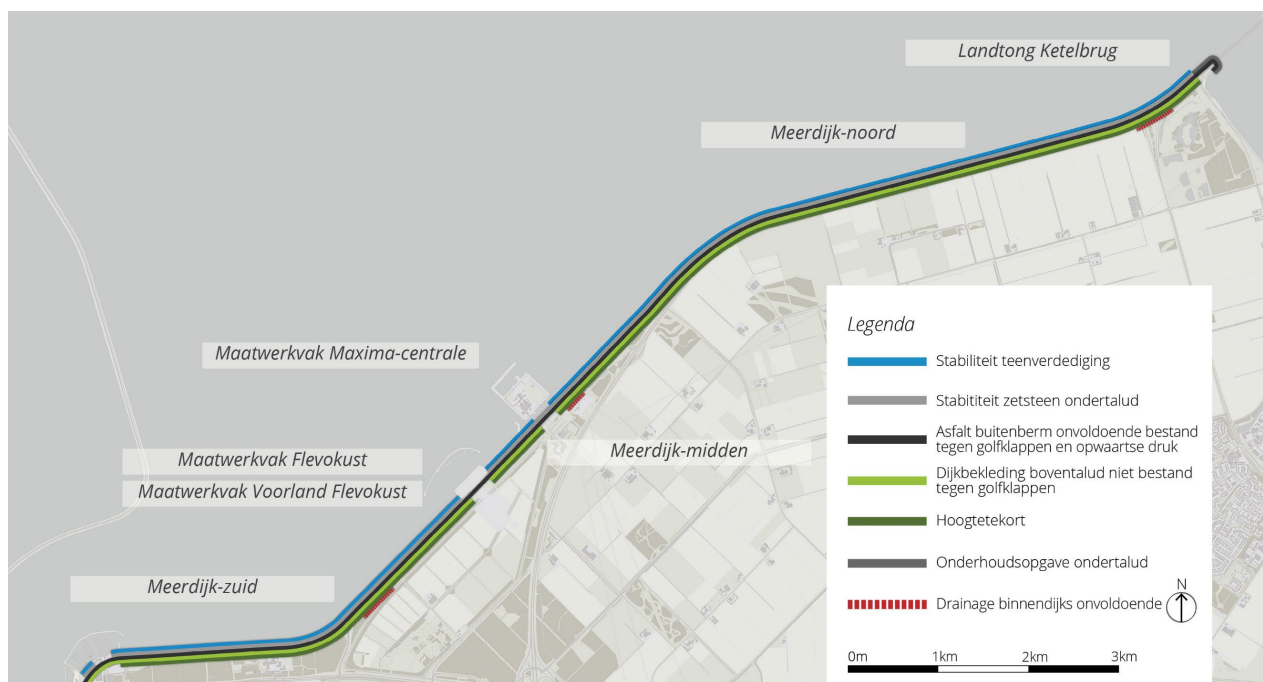 Landtong Ketelbrug
Meerdijk-noord
Maatwerkvak Maxima-centrale
Meerdijk-midden
Maatwerkvak Flevokust
Maatwerkvak Voorland Flevokust
Meerdijk-zuid
Legenda
Stabiliteit teenverdediging
Stabititeit zetsteen ondertalud
Asfalt buitenberm onvoldoende bestand
tegen golfklappen en opwaartse druk
Dijkbekleding boventalud niet bestand
tegen golfklappen
Hoogtetekort
Onderhoudsopgave ondertalud
Drainage binnendijks onvoldoende
N
0m 1km 2km 3km